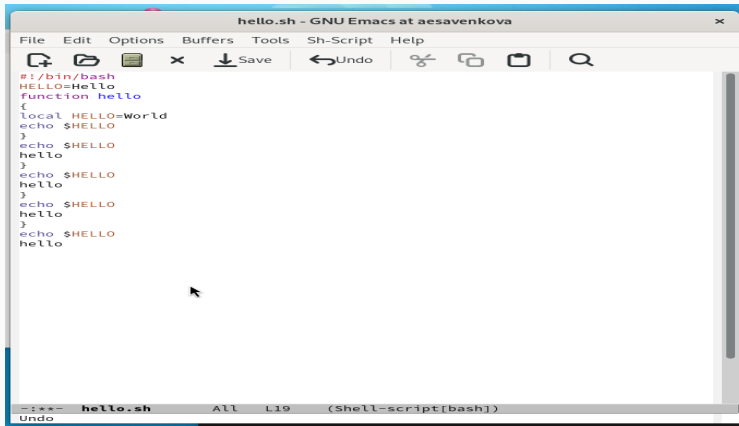 hello.sh - GNU Emacs at aesavenkova
File Edit Options Buffers Tools Sh-Script Help
Save Undo
#!/bin/bash
HELLO=Hello
function hello
{
local HELLO=World
echo $HELLO
}
echo $HELLO
hello
}
echo $HELLO
hello
}
echo $HELLO
hello
}
echo $HELLO
hello
-:**- hello.sh All L19 (Shell-script[bash])
Undo